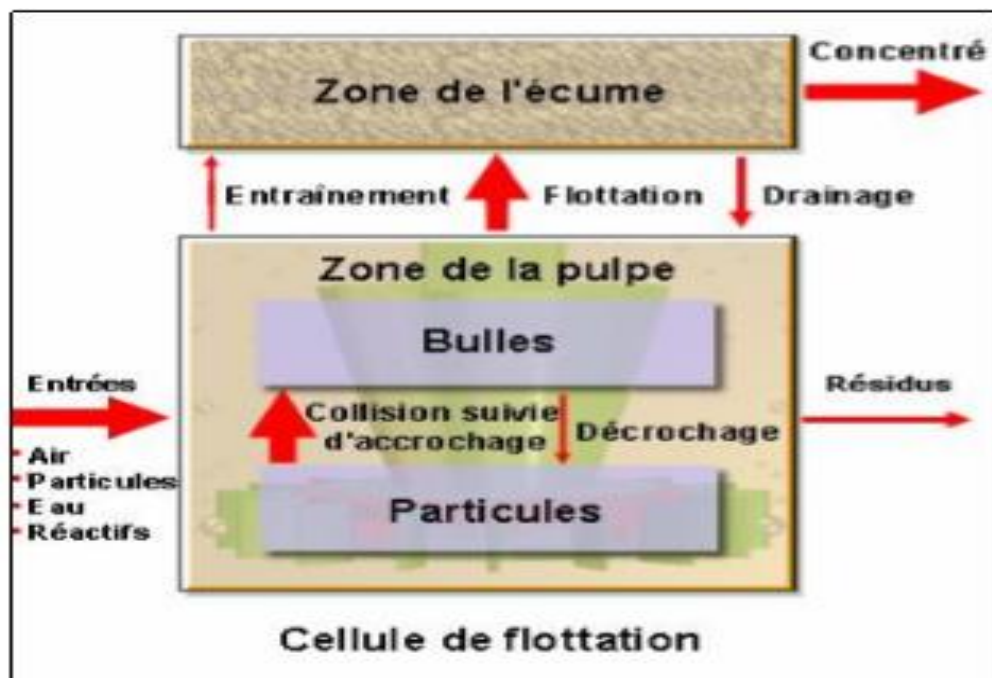 Concentré
Zone de l'écume
Entraînement
Flottation
Drainage
Zone de la pulpe
Bulles
Entrées
Collision suivie
d'accrochage
Décrochage
Résidus
Air
Particules
Eau
Réactifs
Particules
Cellule de flottation